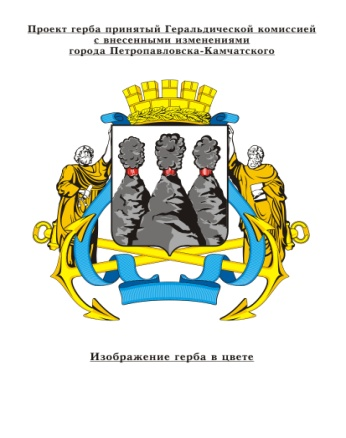 Проект герба принятый Геральдической комиссией
с внесенными изменениями
города Петропавловска-Камчатского
Изображение герба в цвете